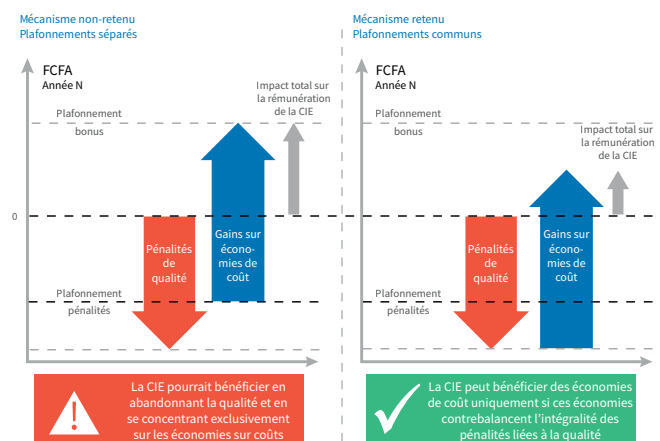 Mécanisme non-retenu
Plafonnements séparés
FCFA
Année N
Impact total sur
la rémunération
de la CIE
Plafonnement
bonus
0
Pénalités
de
qualité
Gains sur
écono-
mies de
coût
Plafonnement
pénalités
La CIE pourrait bénéficier en
abandonnant la qualité et en
se concentrant exclusivement
sur les économies sur coûts
Mécanisme retenu
Plafonnements communs
FCFA
Année N
Plafonnement
bonus
Impact total sur
la rémunération
de la CIE
Pénalités
de
qualité
Gains sur
écono-
mies de
coût
Plafonnement
pénalités
La CIE peut bénéficier des économies
de coût uniquement si ces économies
contrebalancent l'intégralité des
pénalités liées à la qualité